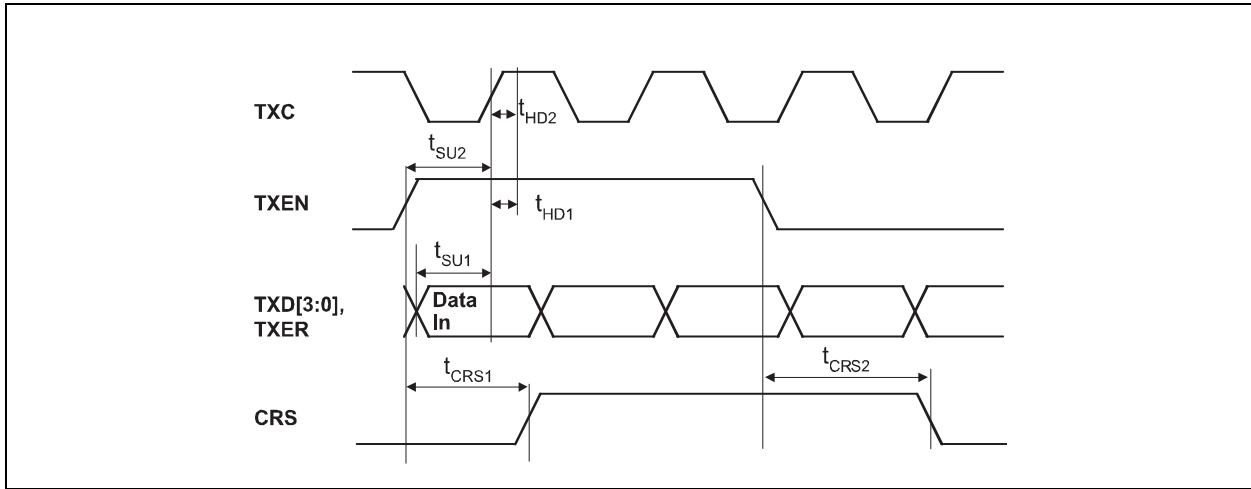 TXC
tHD2
tSU2
TXEN
tHD1
tSU1
TXD[3:0],
TXER
Data
In
tCRS1
tCRS2
CRS